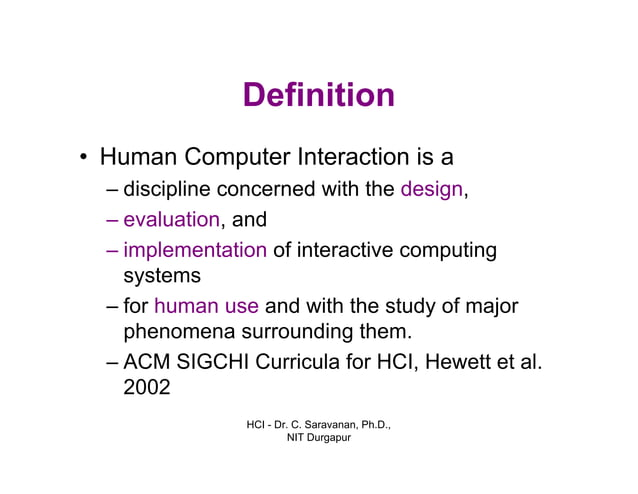 Definition
• Human Computer Interaction is a
– discipline concerned with the design,
– evaluation, and
– implementation of interactive computing
systems
– for human use and with the study of major
phenomena surrounding them.
– ACM SIGCHI Curricula for HCI, Hewett et al.
2002
HCI - Dr. C. Saravanan, Ph.D.,
NIT Durgapur